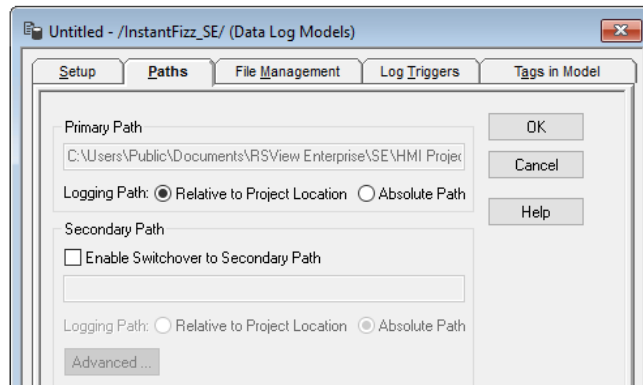 Untitled - /InstantFizz_SE/ (Data Log Models)
Setup Paths File Management Log Triggers Tags in Model
Primary Path
OK
C:\Users\Public\Documents\RSView Enterprise\SE\HMI Projec
Cancel
Logging Path: Relative to Project Location Absolute Path
Help
Secondary Path
Enable Switchover to Secondary Path
Logging Path: Relative to Project Location Absolute Path
Advanced ...